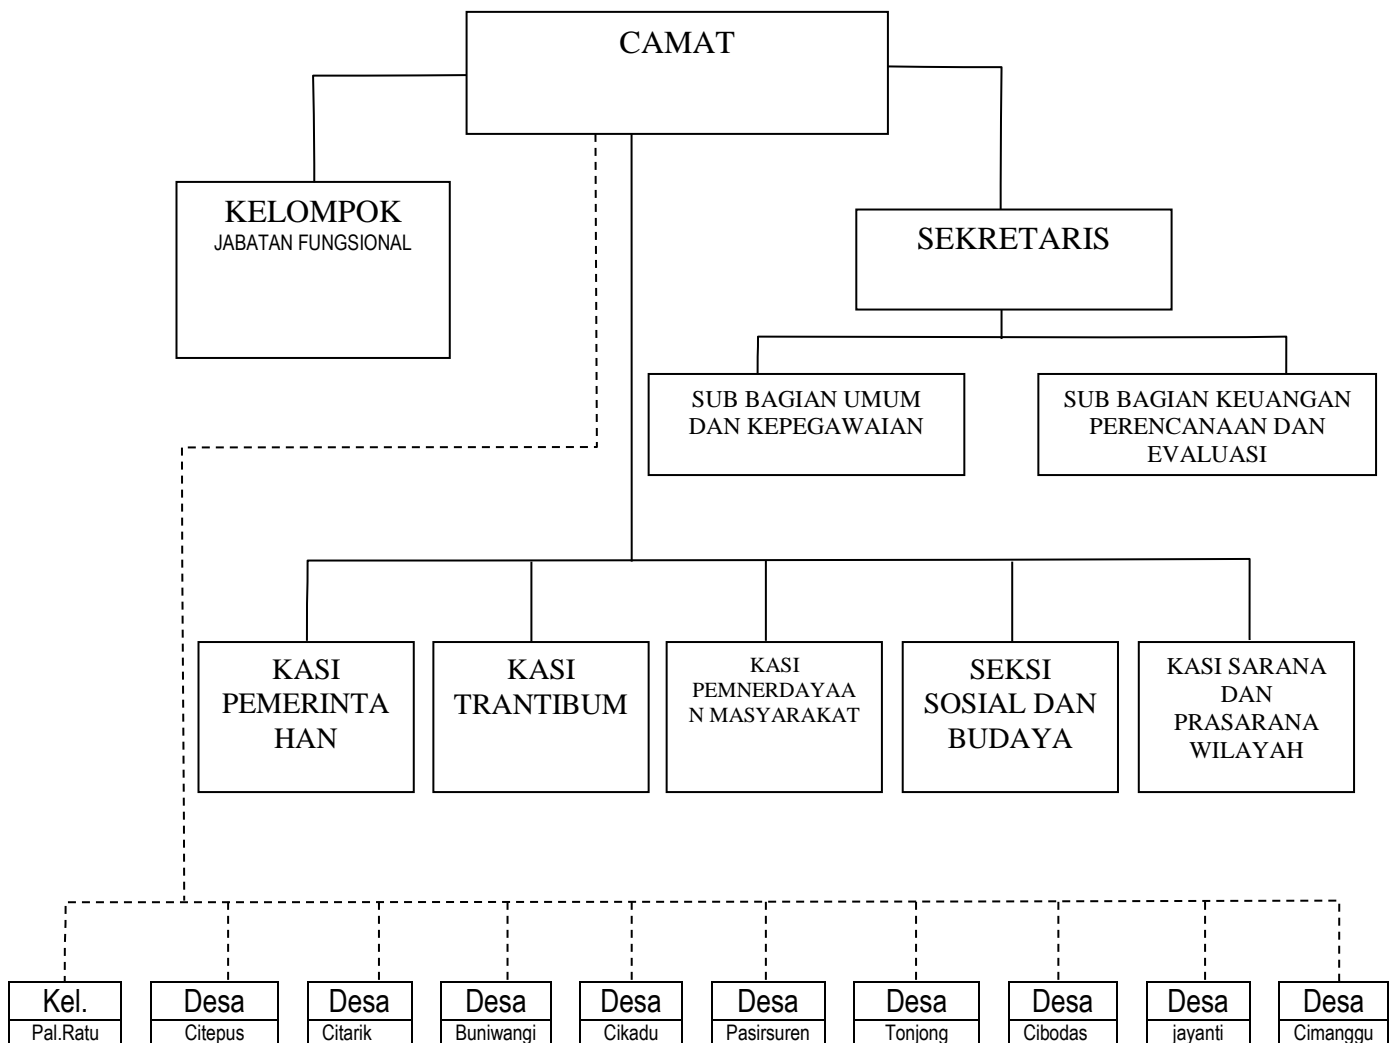 CAMAT
KELOMPOK
JABATAN FUNGSIONAL
SEKRETARIS
SUB BAGIAN UMUM
DAN KEPEGAWAIAN
SUB BAGIAN KEUANGAN
PERENCANAAN DAN
EVALUASI
KASI
PEMERINTA
HAN
KASI
TRANTIBUM
KASI
PEMNERDAYAA
N MASYARAKAT
SEKSI
SOSIAL DAN
BUDAYA
KASI SARANA
DAN
PRASARANA
WILAYAH
Kel.
Pal.Ratu
Desa
Citepus
Desa
Citarik
Desa
Buniwangi
Desa
Cikadu
Desa
Pasirsuren
Desa
Tonjong
Desa
Cibodas
Desa
jayanti
Desa
Cimanggu